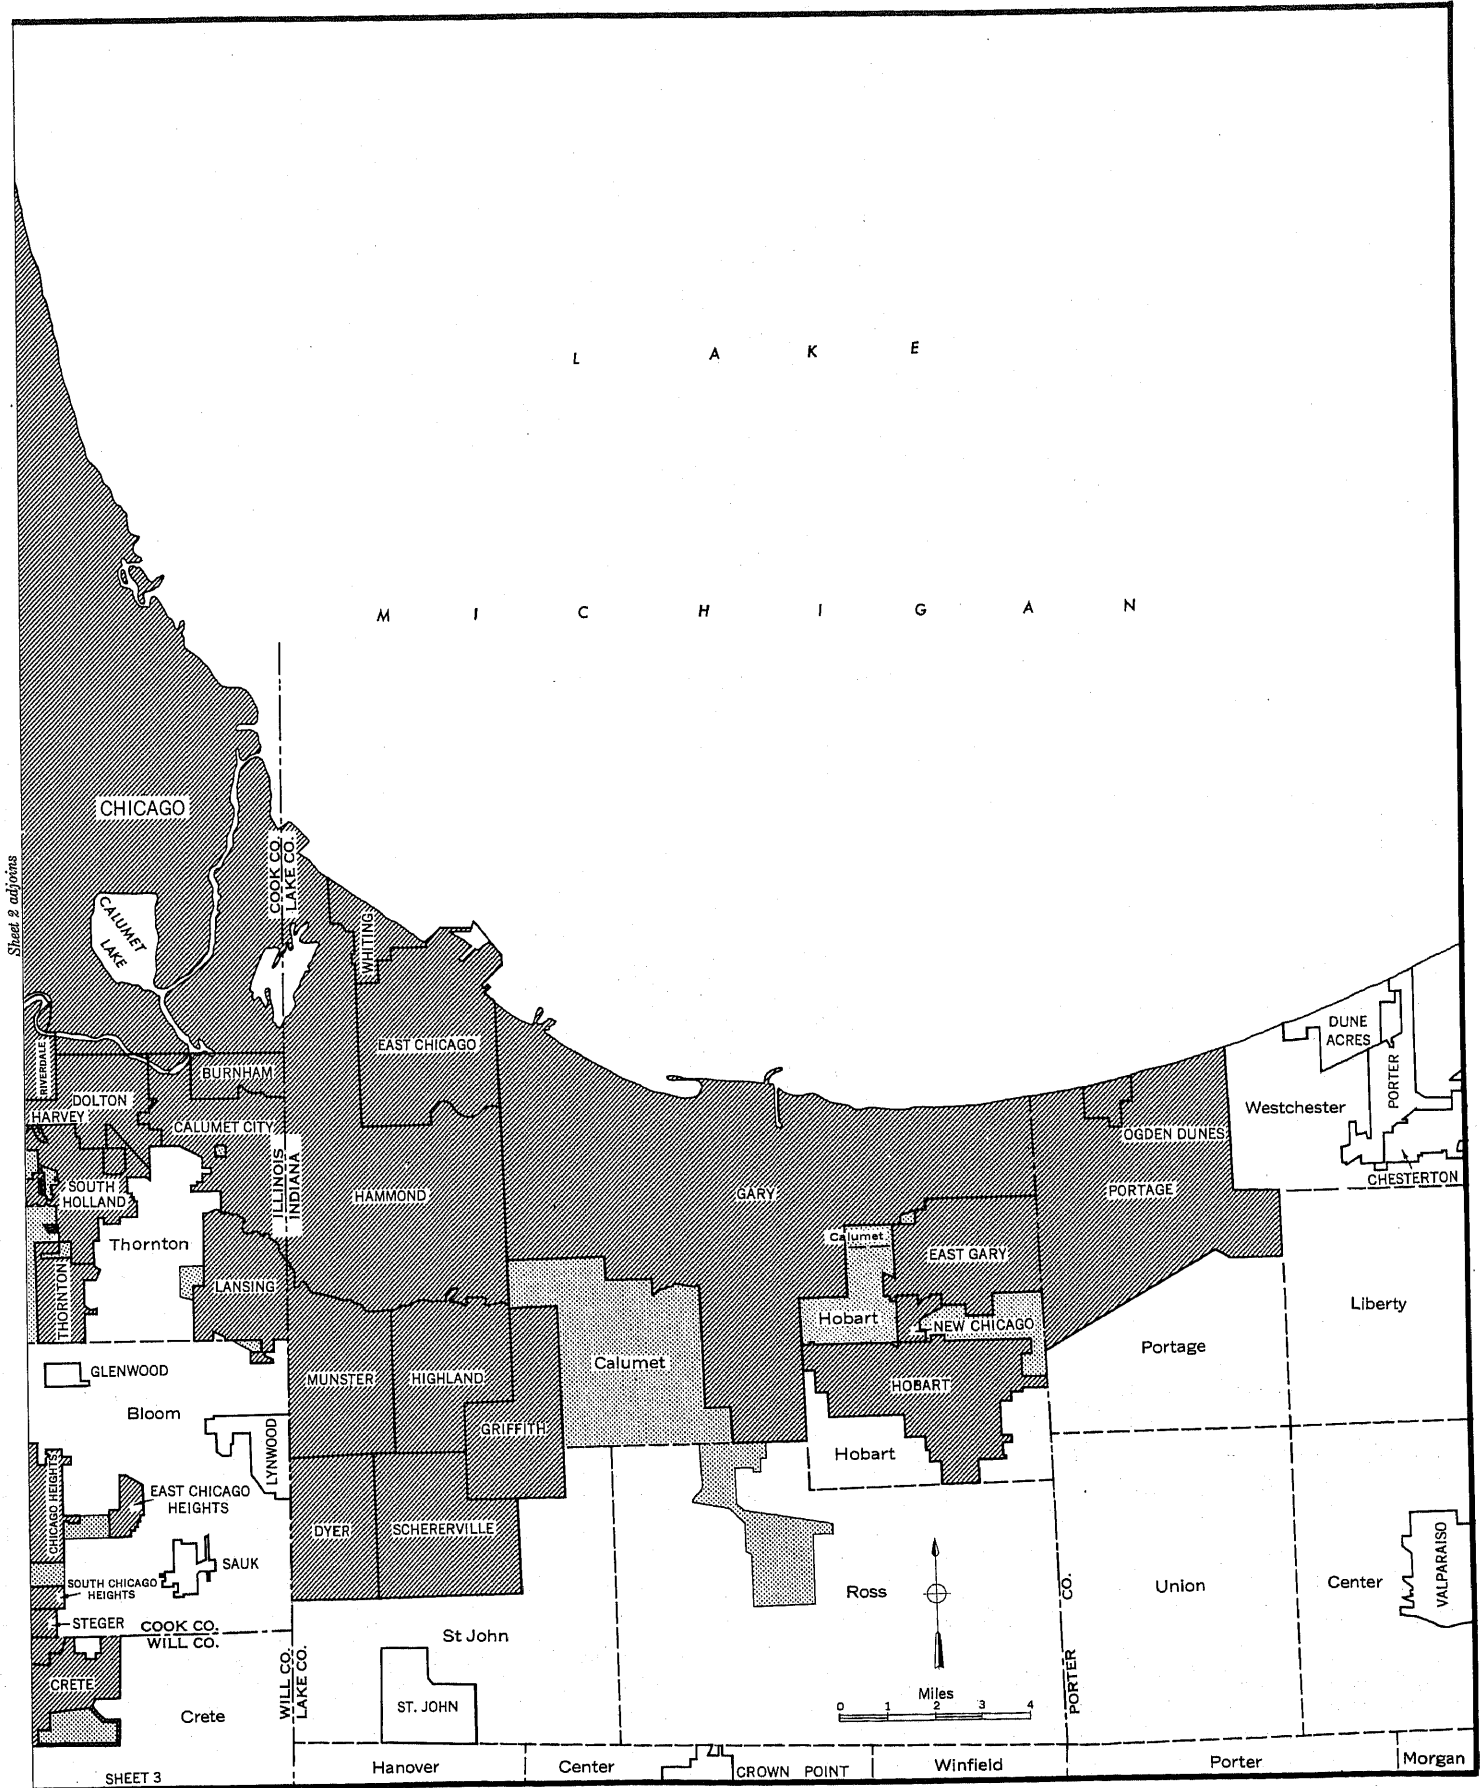 L A K E
M I C H I G A N
CHICAGO
COOK CO.
LAKE CO.
Sheet 2 adjoins
CALUMET
LAKE
WHITING
DUNE
ACRES
EAST CHICAGO
RIVERDALE
BURNHAM
PORTER
DOLTON
HARVEY
Westchester
CALUMET CITY
OGDEN DUNES
ILLINOIS
INDIANA
CHESTERTON
SOUTH
HOLLAND
HAMMOND
GARY
PORTAGE
Thornton
Calumet
EAST GARY
THORNTON
LANSING
Hobart
NEW CHICAGO
Liberty
Portage
GLENWOOD
MUNSTER
HIGHLAND
Calumet
HOBART
Bloom
GRIFFITH
LYNWOOD
Hobart
CHICAGO HEIGHTS
EAST CHICAGO
HEIGHTS
DYER
SCHERERVILLE
VALPARAISO
SAUK
SOUTH CHICAGO
HEIGHTS
Ross
Union
Center
STEGER
COOK CO.
WILL CO.
St John
WILL CO.
LAKE CO.
PORTER CO.
CRETE
Crete
ST. JOHN
Miles
0 1 2 3 4
Hanover
Center
CROWN POINT
Winfield
Porter
Morgan
SHEET 3